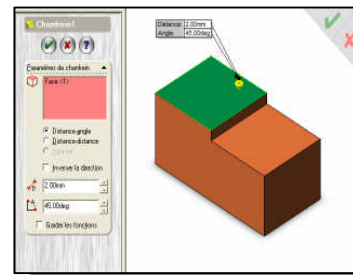 Chanfrein1
Paramètres de chanfrein
Face <1>
Distance-angle
Distance-distance
Sommet
Inverser la direction
2.00mm
45.00deg
Garder les fonctions
Distance: 2.00mm
Angle: 45.00deg